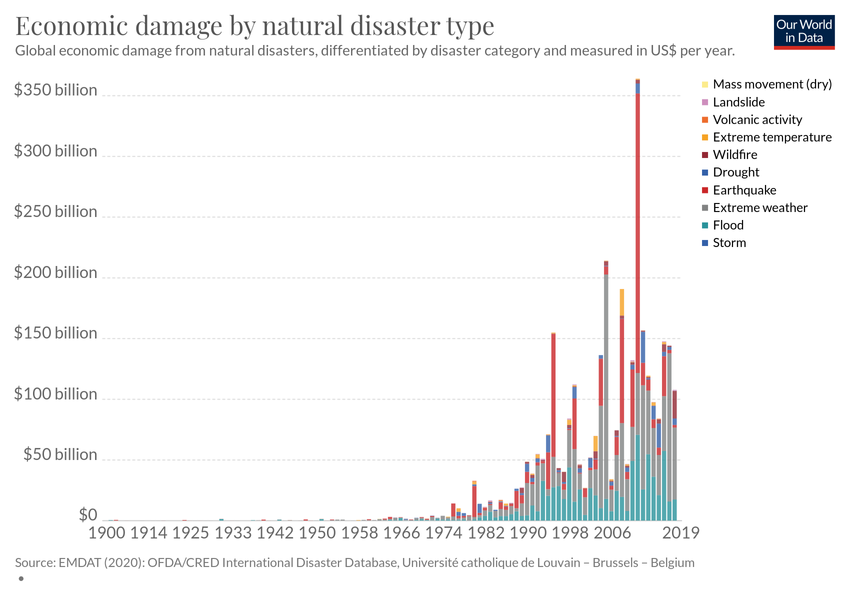 Economic damage by natural disaster type
Global economic damage from natural disasters, differentiated by disaster category and measured in US$ per year.
Our World
in Data
$350 billion
$300 billion
$250 billion
$200 billion
$150 billion
$100 billion
$50 billion
$0
1900 1914 1925 1933 1942 1950 1958 1966 1974 1982 1990 1998 2006 2019
Mass movement (dry)
Landslide
Volcanic activity
Extreme temperature
Wildfire
Drought
Earthquake
Extreme weather
Flood
Storm
Source: EMDAT (2020): OFDA/CRED International Disaster Database, Université catholique de Louvain – Brussels – Belgium
•